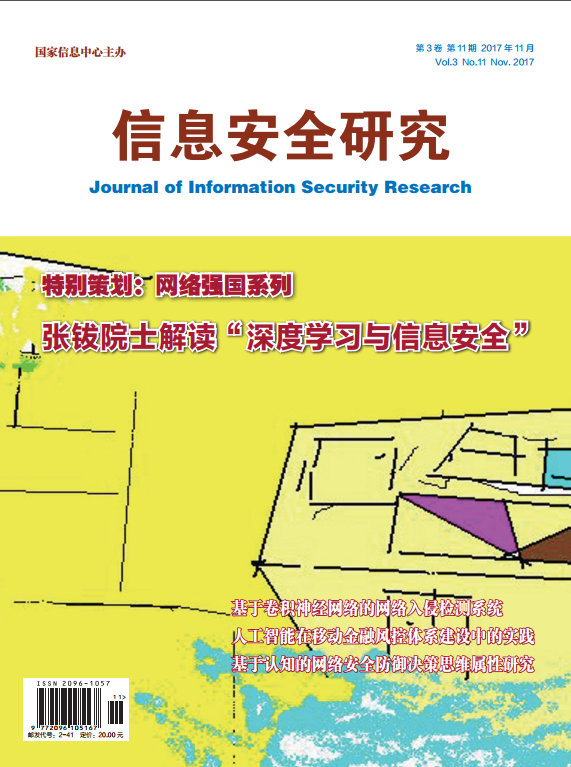 国家信息中心主办
第3卷 第11期 2017年11月
Vol.3 No.11 Nov. 2017
信息安全研究
Journal of Information Security Research
特别策划：网络强国系列
张钹院士解读“深度学习与信息安全”
基于卷积神经网络的网络入侵检测系统
人工智能在移动金融风控体系建设中的实践
基于认知的网络安全防御决策思维属性研究
ISSN 2096-1057
11>
9 772096 105167
邮发代号：2-41 定价：20.00元